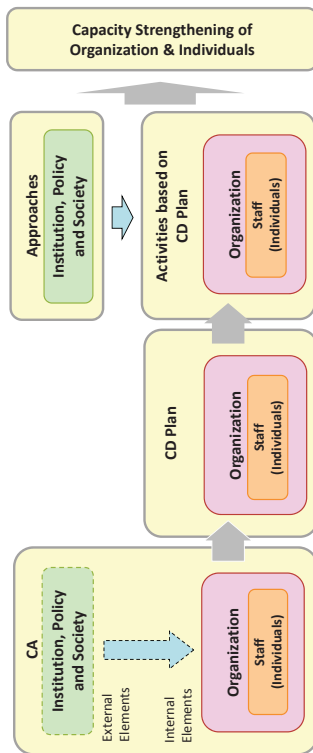 CA
Institution, Policy
and Society
External
Elements
Internal
Elements
Organization
Staff
(Individuals)
CD Plan
Organization
Staff
(Individuals)
Approaches
Institution, Policy
and Society
Activities based on
CD Plan
Organization
Staff
(Individuals)
Capacity Strengthening of
Organization & Individuals